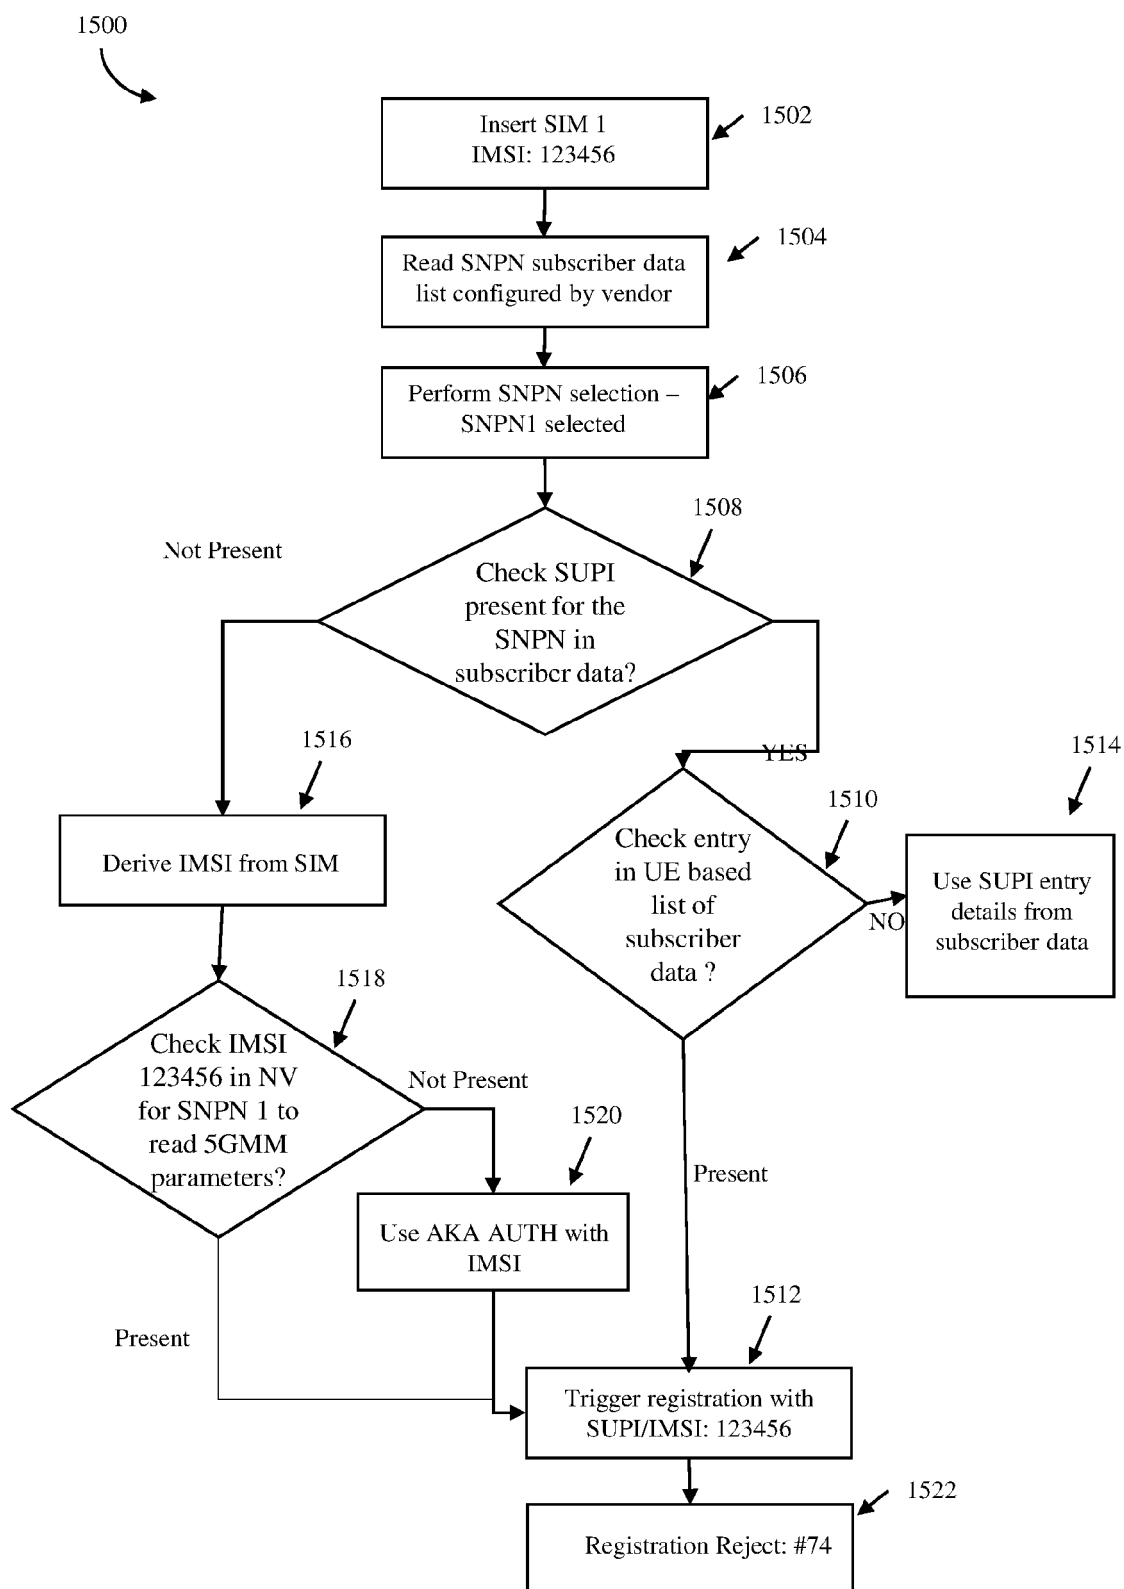 1500
Insert SIM 1
IMSI: 123456
1502
Read SNPN subscriber data
list configured by vendor
1504
Perform SNPN selection –
SNPN1 selected
1506
1508
Not Present
Check SUPI
present for the
SNPN in
subscriber data?
YES
1516
1514
1510
Derive IMSI from SIM
Check entry
in UE based
list of
subscriber
data ?
NO
Use SUPI entry
details from
subscriber data
1518
Check IMSI
123456 in NV
for SNPN 1 to
read 5GMM
parameters?
Not Present
1520
Present
Use AKA AUTH with
IMSI
1512
Present
Trigger registration with
SUPI/IMSI: 123456
1522
Registration Reject: #74